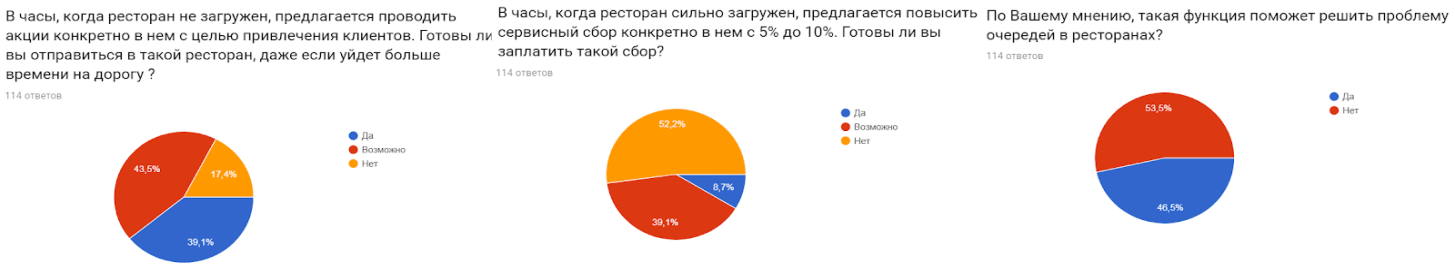 В часы, когда ресторан не загружен, предлагается проводить
акции конкретно в нем с целью привлечения клиентов. Готовы ли
вы отправиться в такой ресторан, даже если уйдет больше
времени на дорогу ?
114 ответов
43,5%
17,4%
39,1%
Да
Возможно
Нет
В часы, когда ресторан сильно загружен, предлагается повысить
сервисный сбор конкретно в нем с 5% до 10%. Готовы ли вы
заплатить такой сбор?
114 ответов
52,2%
8,7%
39,1%
Да
Возможно
Нет
По Вашему мнению, такая функция поможет решить проблему
очередей в ресторанах?
114 ответов
53,5%
46,5%
Да
Нет